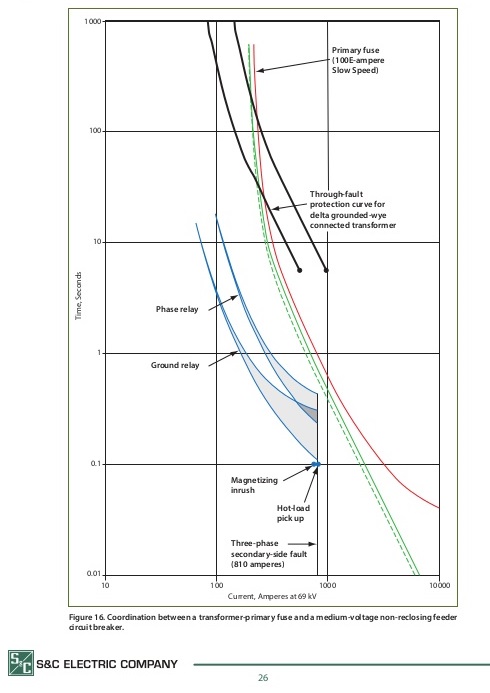 1000
Primary fuse
(100E-ampere
Slow Speed)
100
Through-fault
protection curve for
delta grounded-wye
connected transformer
10
Time, Seconds
Phase relay
1
Ground relay
0.1
Magnetizing
inrush
Hot-load
pick up
Three-phase
secondary-side fault
(810 amperes)
0.01
10
100
1000
10000
Current, Amperes at 69 kV
Figure 16. Coordination between a transformer-primary fuse and a medium-voltage non-reclosing feeder
circuit breaker.
S&C S&C ELECTRIC COMPANY
26